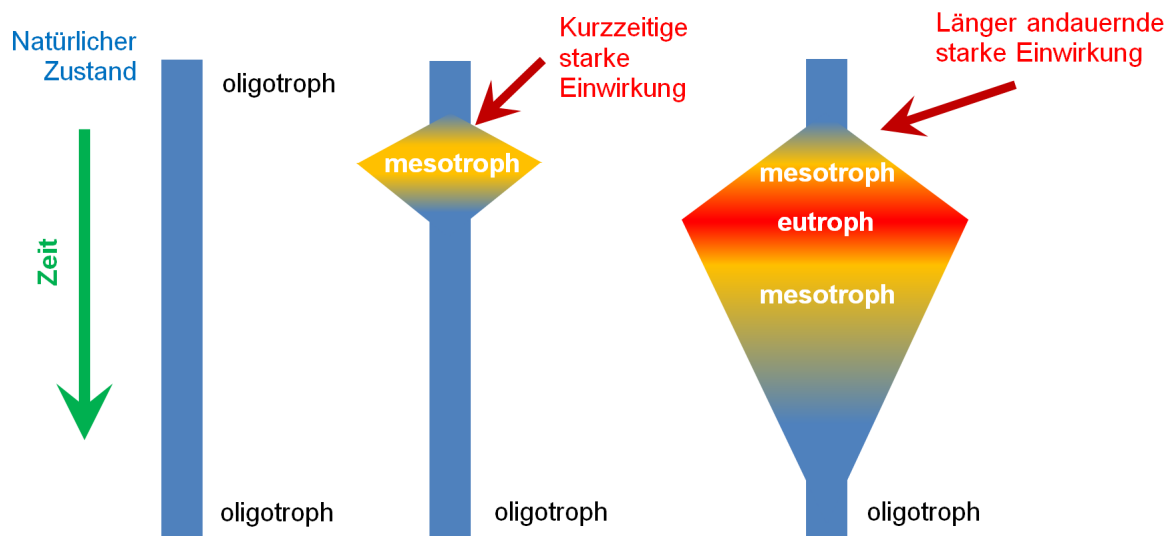 Natürlicher
Zustand
oligotroph
Zeit
oligotroph
Kurzzeitige
starke
Einwirkung
mesotroph
oligotroph
Länger andauernde
starke Einwirkung
mesotroph
eutroph
mesotroph
oligotroph